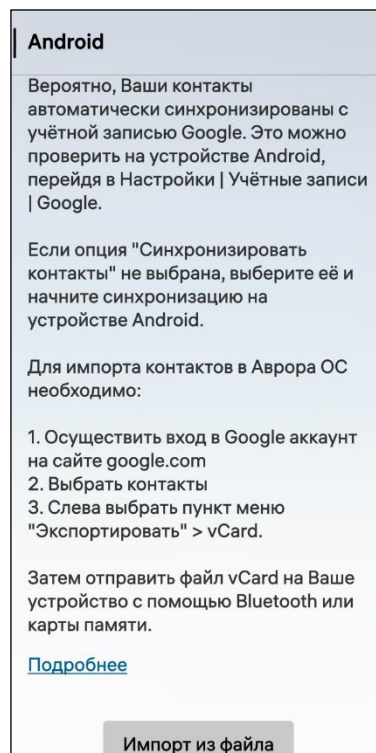 Android
Вероятно, Ваши контакты
автоматически синхронизированы с
учётной записью Google. Это можно
проверить на устройстве Android,
перейдя в Настройки | Учётные записи
| Google.
Если опция "Синхронизировать
контакты" не выбрана, выберите её и
начните синхронизацию на
устройстве Android.
Для импорта контактов в Аврора ОС
необходимо:
1. Осуществить вход в Google аккаунт
на сайте google.com
2. Выбрать контакты
3. Слева выбрать пункт меню
"Экспортировать" > vCard.
Затем отправить файл vCard на Ваше
устройство с помощью Bluetooth или
карты памяти.
Подробнее
Импорт из файла